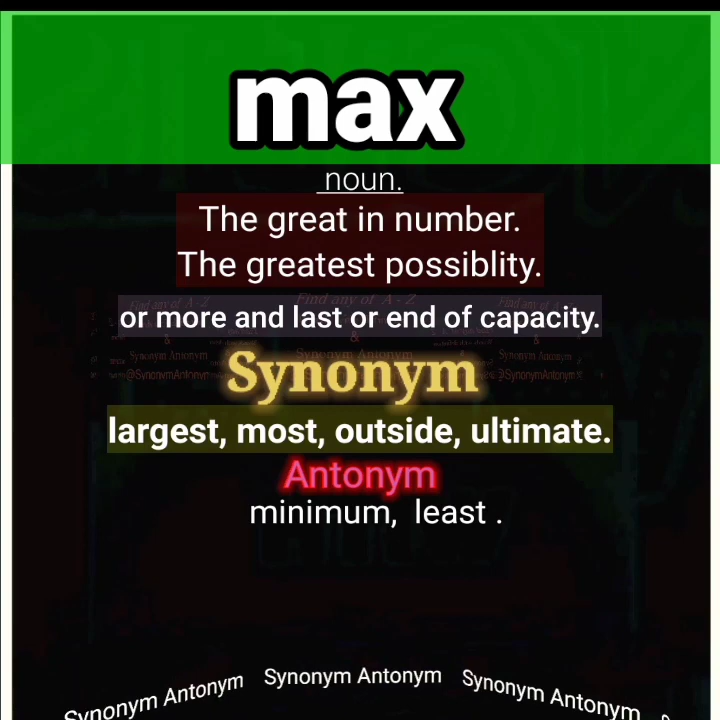 max
noun.
The great in number.
The greatest possiblity.
or more and last or end of capacity.
Synonym
largest, most, outside, ultimate.
Antonym
minimum, least .
Synonym Antonym Synonym Antonym Synonym Antonym